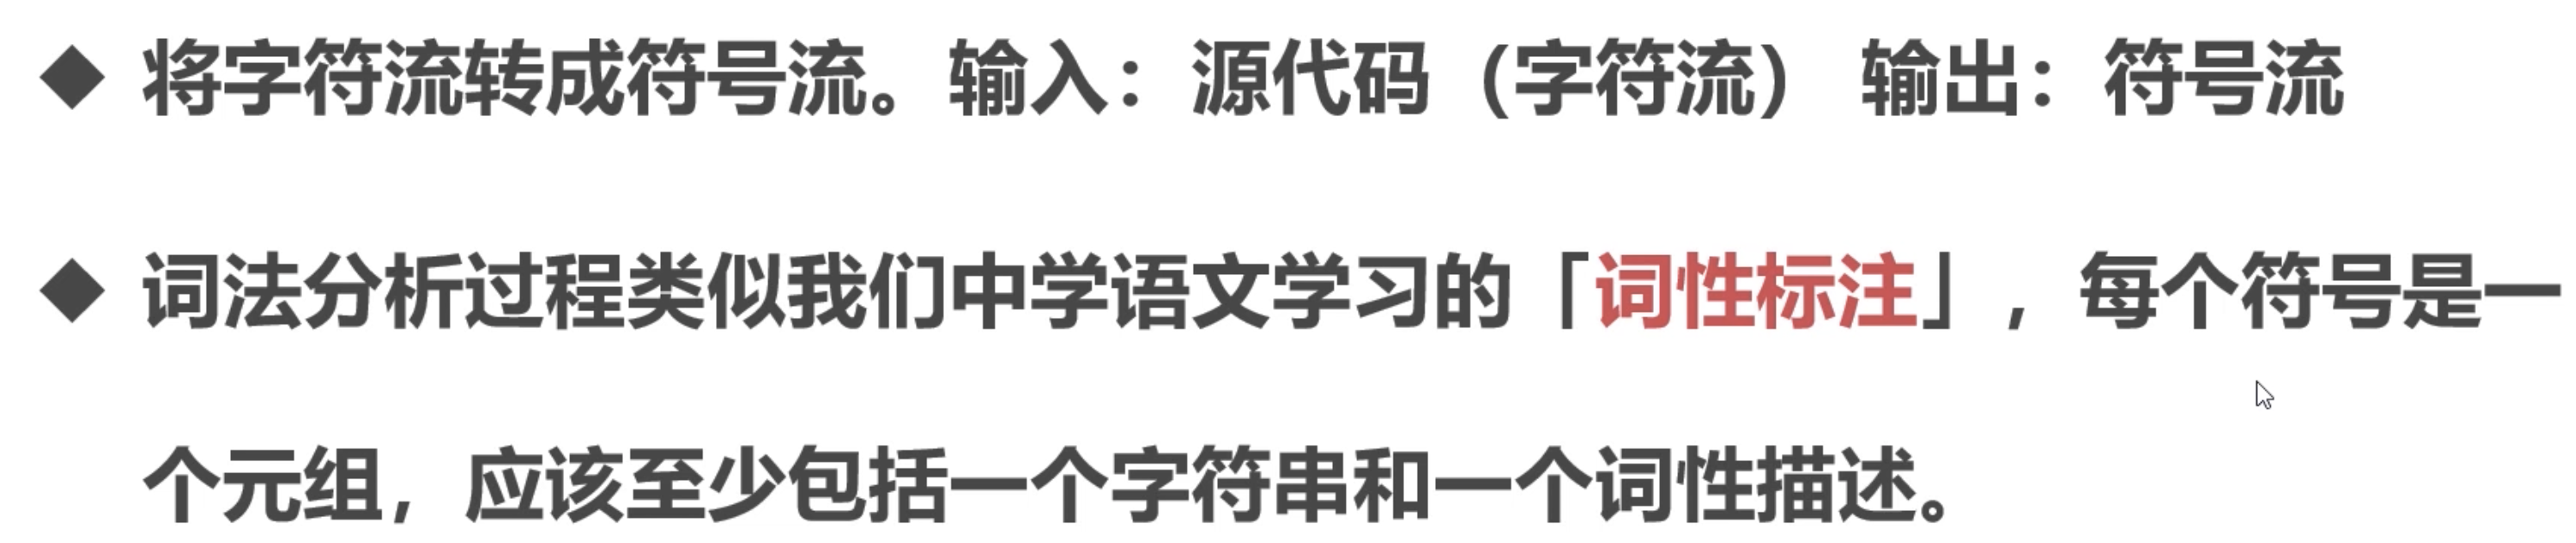 ◆ 将字符流转成符号流。输入：源代码（字符流） 输出：符号流
◆ 词法分析过程类似我们中学语文学习的「词性标注」，每个符号是一
个元组，应该至少包括一个字符串和一个词性描述。